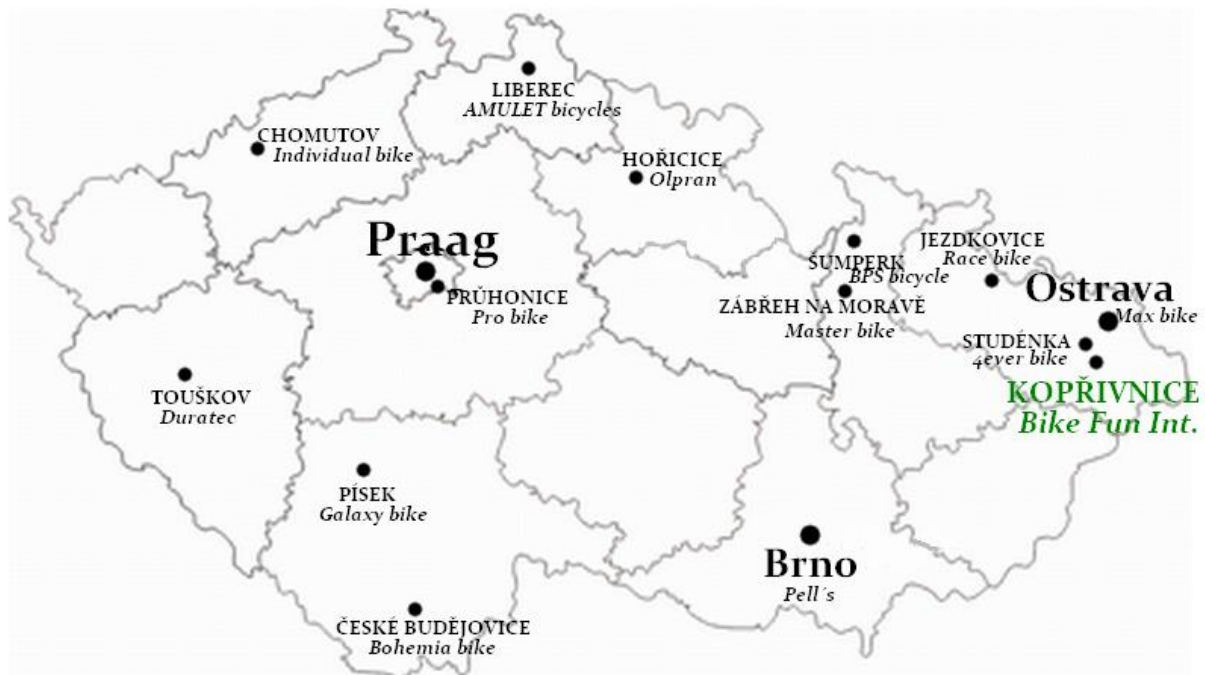 LIBEREC
AMULET bicycles
CHOMUTOV
Individual bike
HOŘICICE
Olpran
Praag
PRŮHONICE
Pro bike
ŠUMPERK
BPS bicycle
JEZDKOVICE
Race bike
ZÁBŘEH NA MORAVĚ
Master bike
Ostrava
Max bike
STUDÉNKA
4ever bike
KOPŘIVNICE
Bike Fun Int.
TOUŠKOV
Duratec
PÍSEK
Galaxy bike
Brno
Pell´s
ČESKÉ BUDĚJOVICE
Bohemia bike